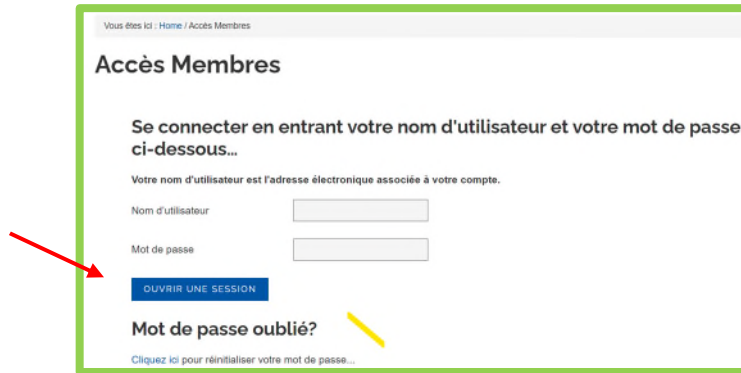 Vous êtes ici : Home / Accès Membres
Accès Membres
Se connecter en entrant votre nom d'utilisateur et votre mot de passe
ci-dessous...
Votre nom d'utilisateur est l'adresse électronique associée à votre compte.
Nom d'utilisateur
Mot de passe
OUVRIR UNE SESSION
Mot de passe oublié?
Cliquez ici pour réinitialiser votre mot de passe...